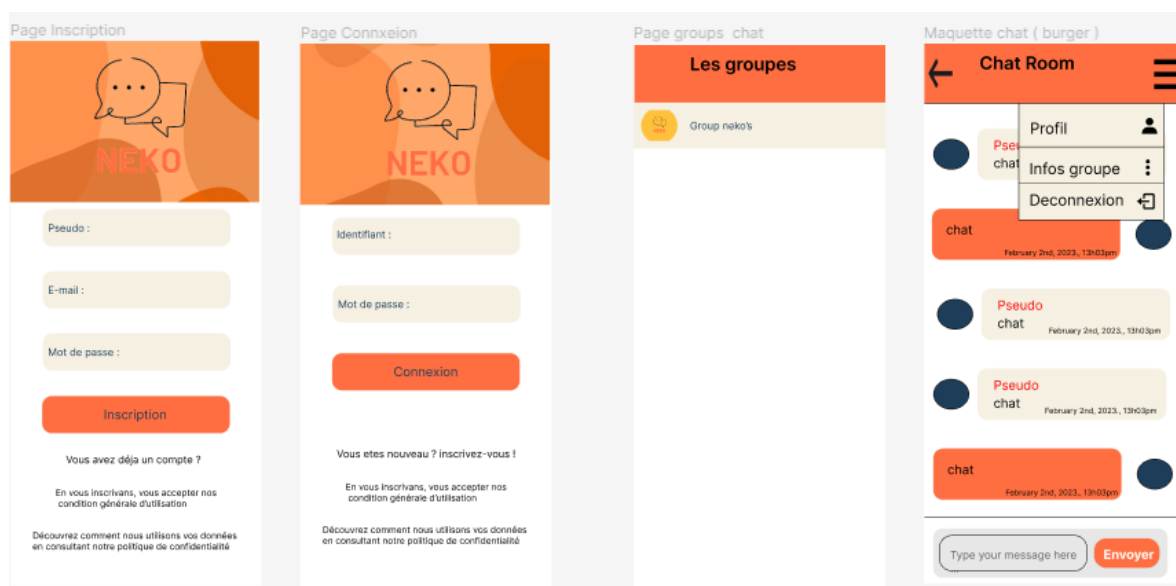 Page Inscription
NEKO
Pseudo :
E-mail :
Mot de passe :
Inscription
Vous avez déja un compte ?
En vous inscrivans, vous accepter nos
condition générale d'utilisation
Découvrez comment nous utilisons vos données
en consultant notre politique de confidentialité
Page Connxeion
NEKO
Identifiant :
Mot de passe :
Connexion
Vous etes nouveau ? inscrivez-vous !
En vous inscrivans, vous accepter nos
condition générale d'utilisation
Découvrez comment nous utilisons vos données
en consultant notre politique de confidentialité
Page groups chat
Les groupes
Group neko's
Maquette chat ( burger )
Chat Room
Profil
Infos groupe
Deconnexion
chat
chat
February 2nd, 2023., 13h03pm
Pseudo
chat
February 2nd, 2023., 13h03pm
Pseudo
chat
February 2nd, 2023., 13h03pm
chat
February 2nd, 2023., 13h03pm
Type your message here
...
Envoyer